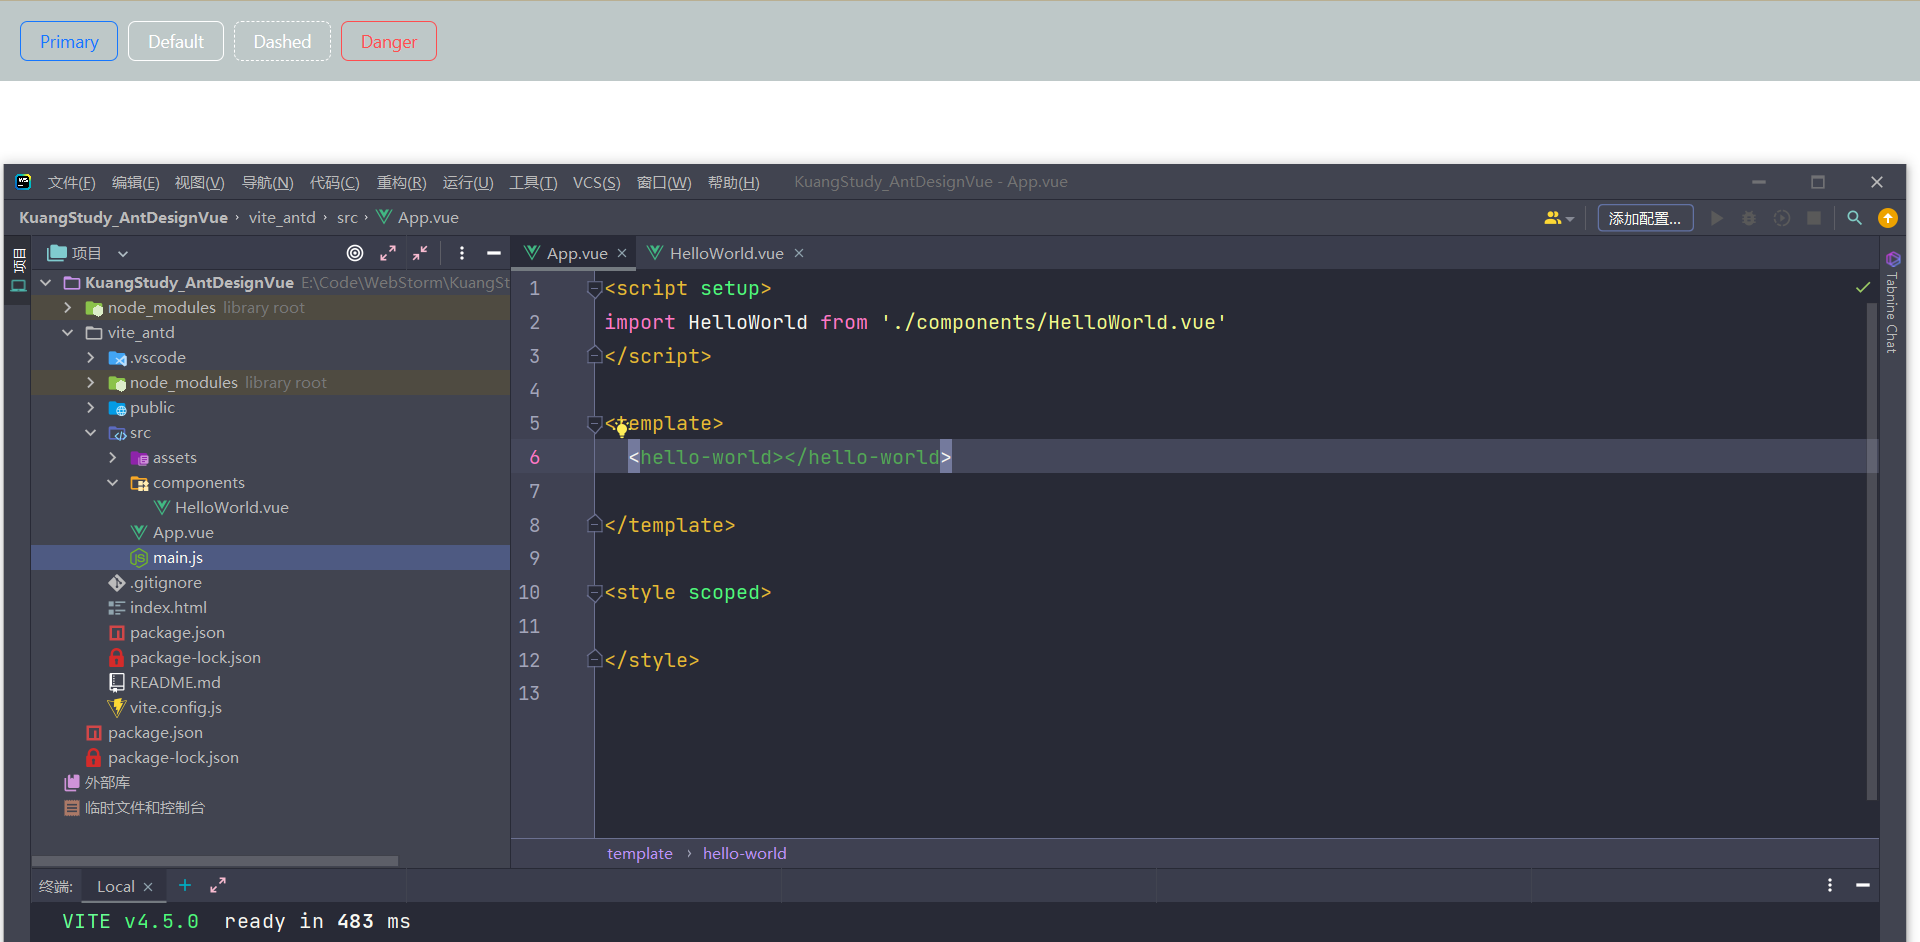 Primary Default Dashed Danger
文件(F) 编辑(E) 视图(V) 导航(N) 代码(C) 重构(R) 运行(U) 工具(T) VCS(S) 窗口(W) 帮助(H) KuangStudy_AntDesignVue - App.vue
KuangStudy_AntDesignVue › vite_antd › src › App.vue
添加配置...
项目
项目
App.vue
HelloWorld.vue
Tabnine Chat
KuangStudy_AntDesignVue E:\Code\WebStorm\KuangSt
node_modules library root
vite_antd
.vscode
node_modules library root
public
src
assets
components
HelloWorld.vue
App.vue
main.js
.gitignore
index.html
package.json
package-lock.json
README.md
vite.config.js
package.json
package-lock.json
外部库
临时文件和控制台
1 <script setup>
2 import HelloWorld from './components/HelloWorld.vue'
3 </script>
4
5 <template>
6 <hello-world></hello-world>
7
8 </template>
9
10 <style scoped>
11
12 </style>
13
template › hello-world
终端: Local
VITE v4.5.0 ready in 483 ms